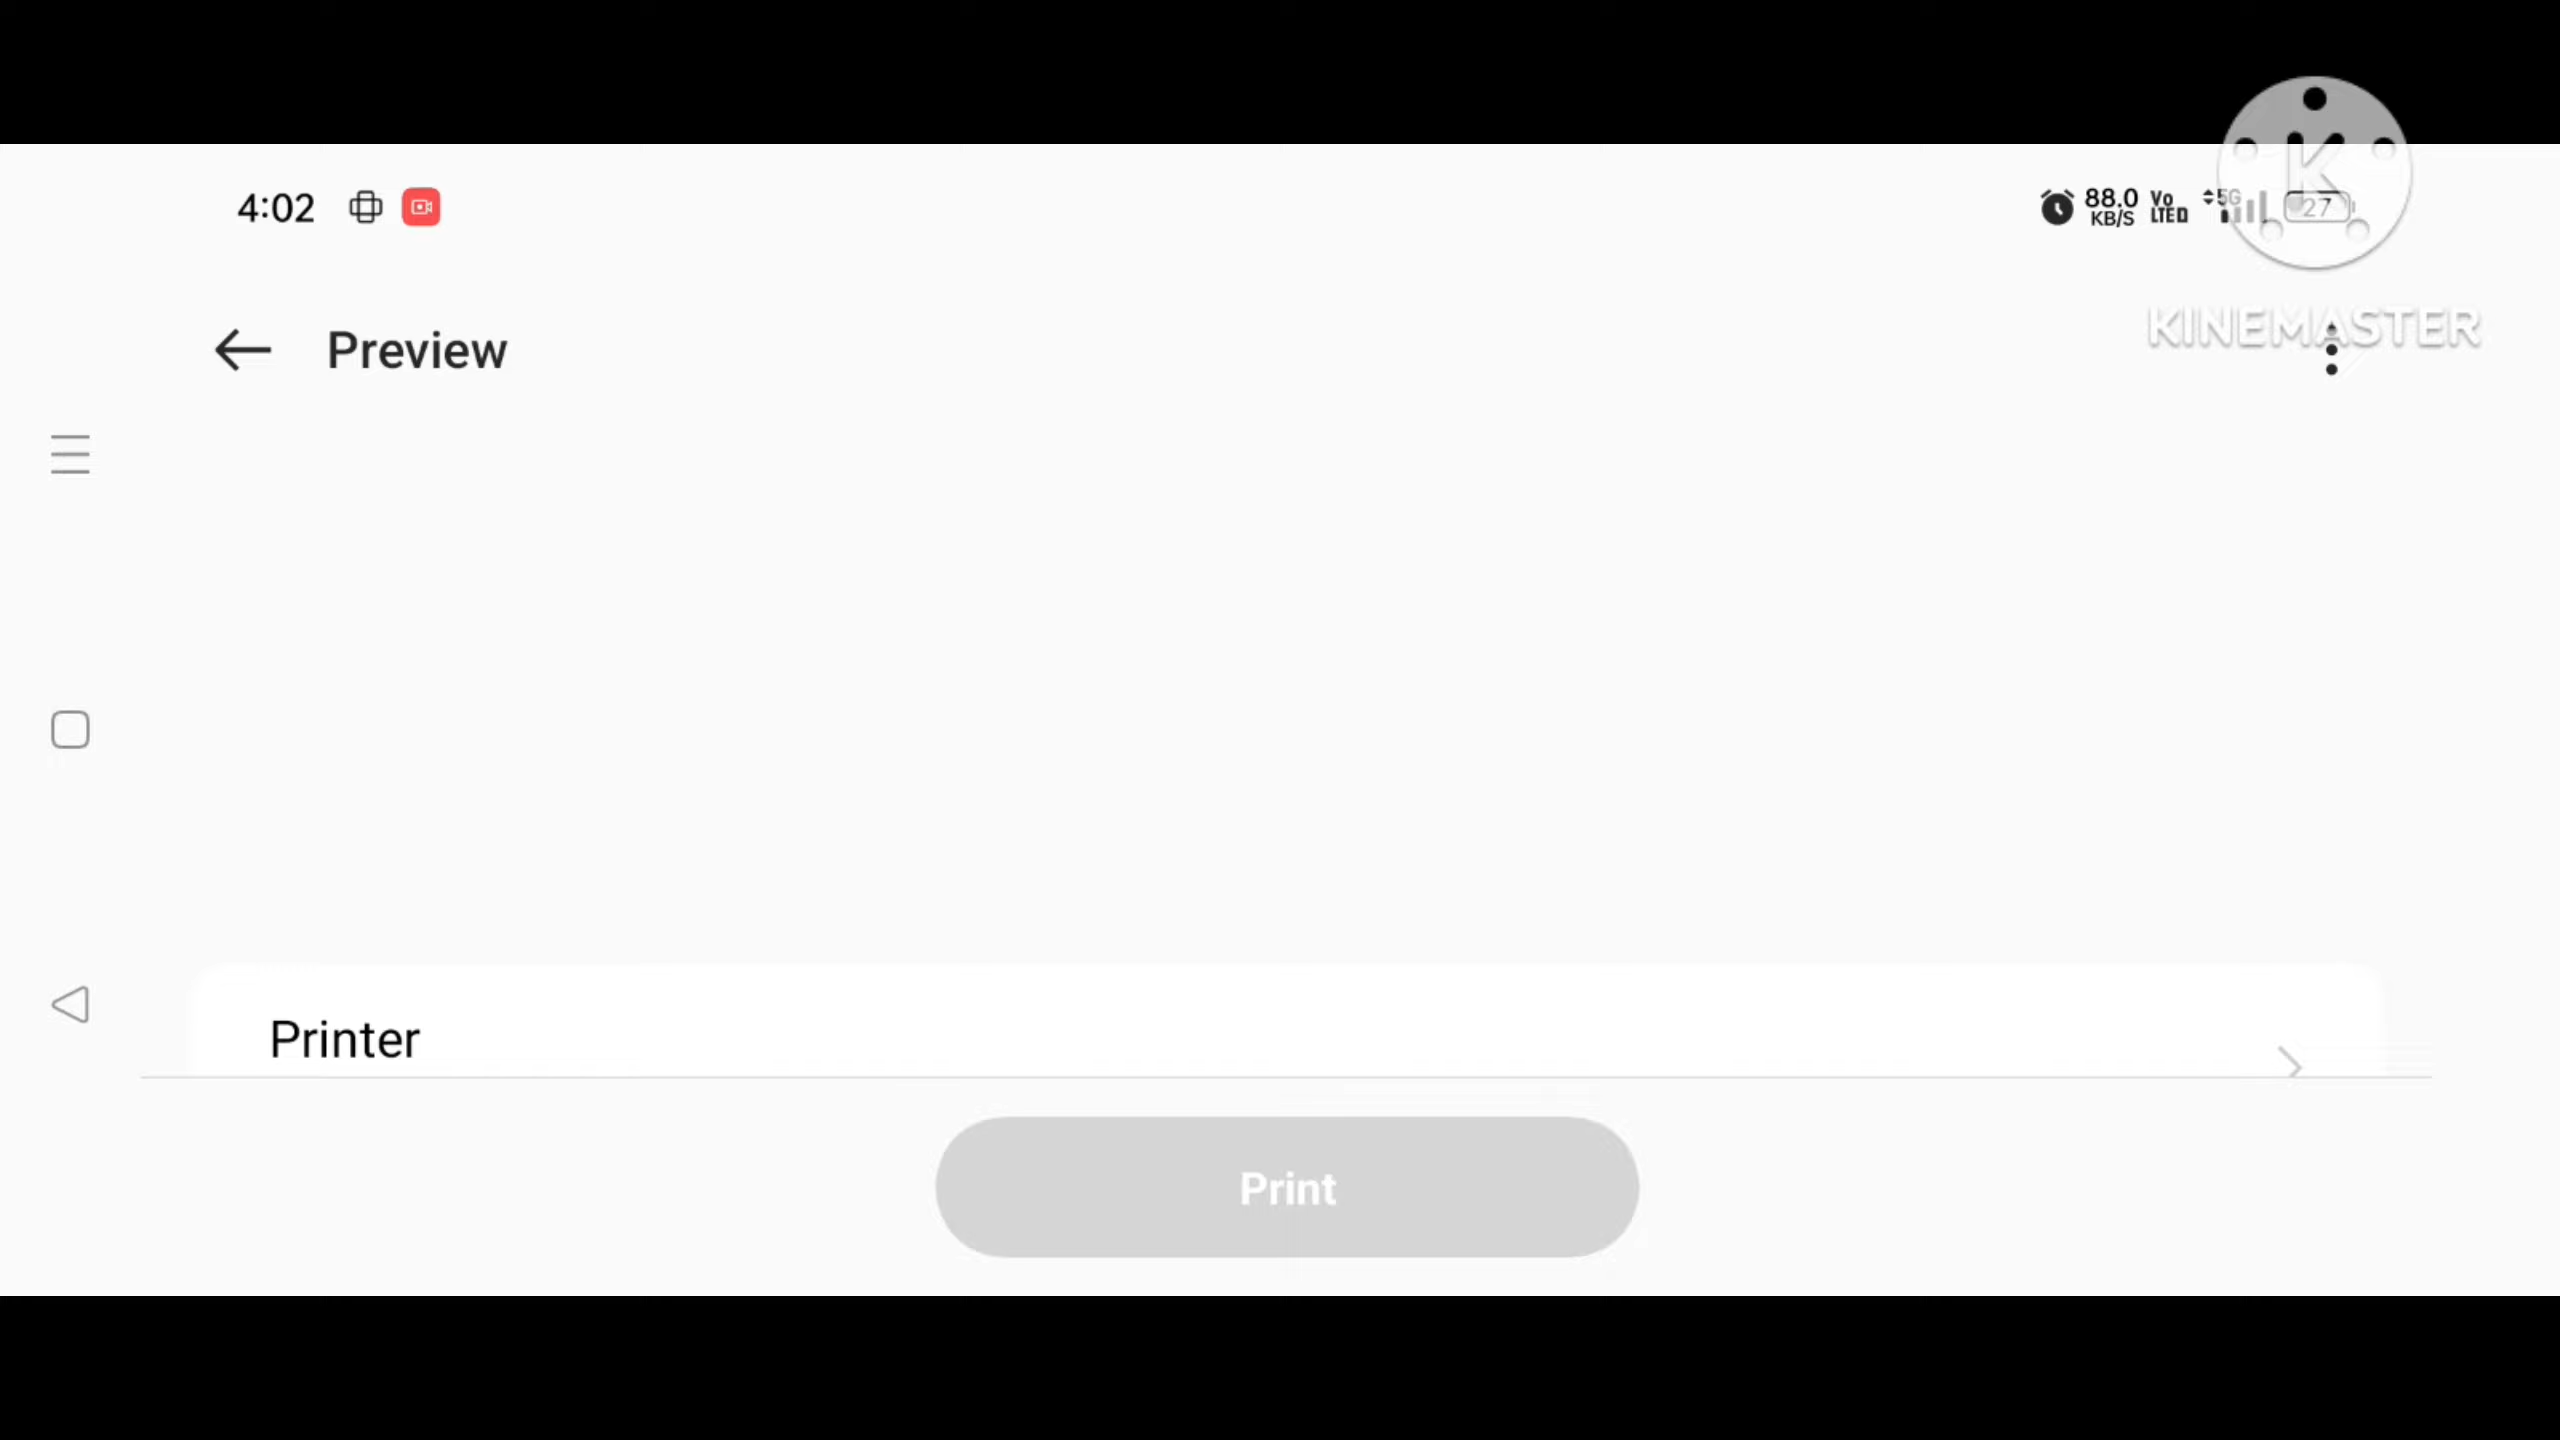 4:02 88.0 KB/S Vo LTE 5G 27
K
KINEMASTER
Preview
Printer
Print